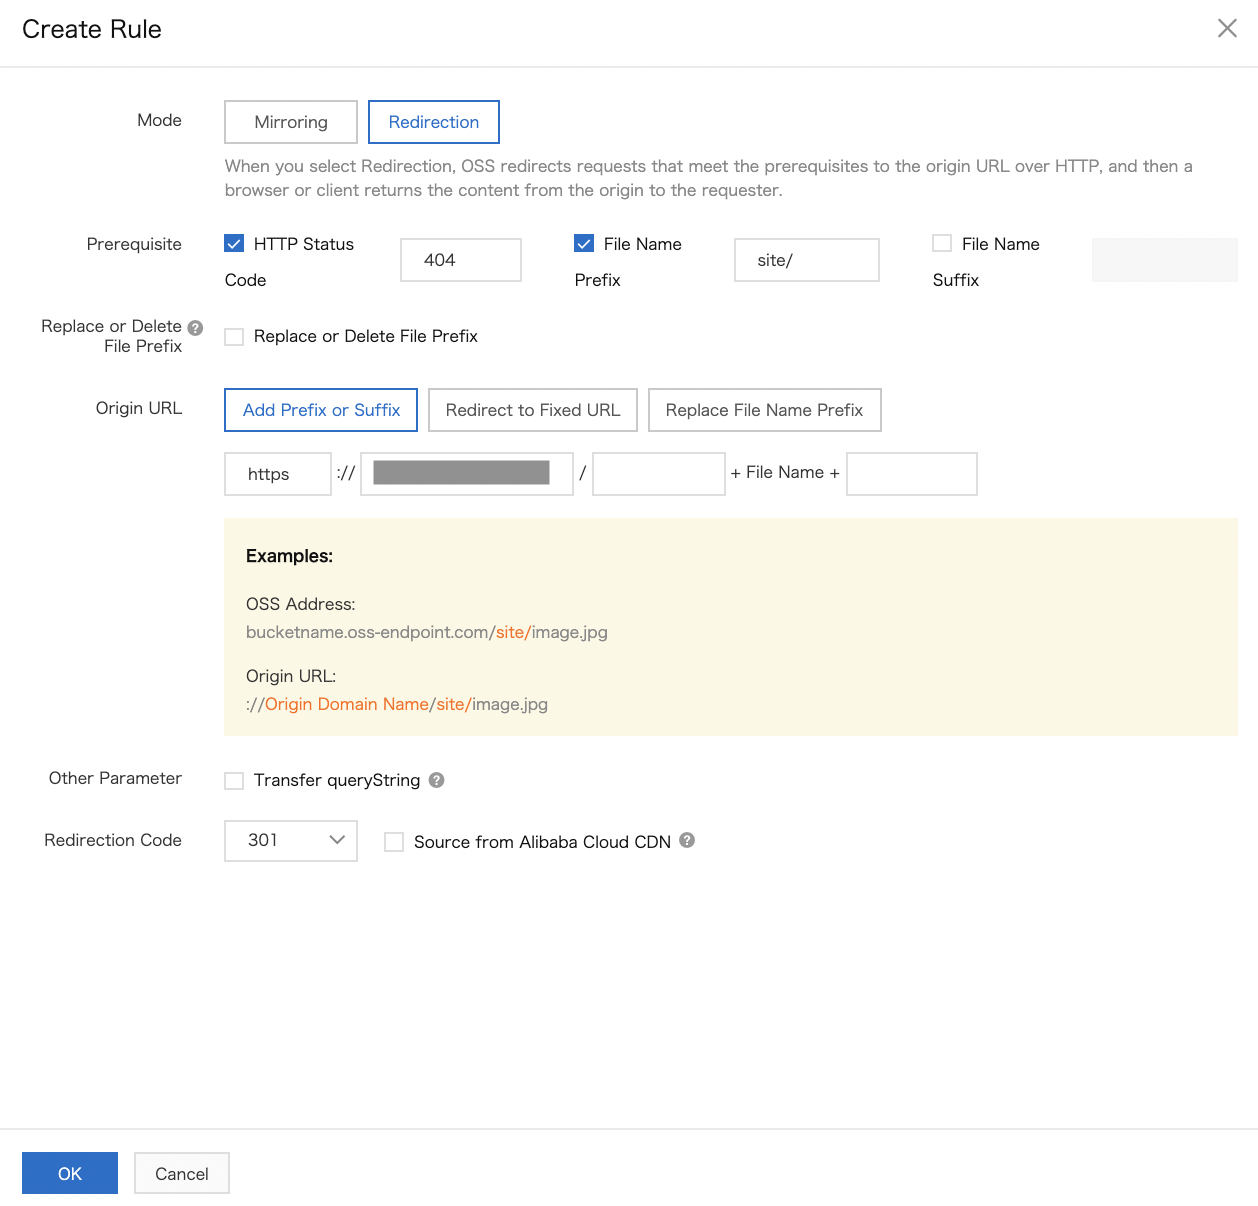 Create Rule
Mode
Mirroring
Redirection
When you select Redirection, OSS redirects requests that meet the prerequisites to the origin URL over HTTP, and then a
browser or client returns the content from the origin to the requester.
Prerequisite
HTTP Status
Code
404
File Name
Prefix
site/
File Name
Suffix
Replace or Delete ?
File Prefix
Replace or Delete File Prefix
Origin URL
Add Prefix or Suffix
Redirect to Fixed URL
Replace File Name Prefix
https
://
/
+ File Name +
Examples:
OSS Address:
bucketname.oss-endpoint.com/site/image.jpg
Origin URL:
://Origin Domain Name/site/image.jpg
Other Parameter
Transfer queryString ?
Redirection Code
301
Source from Alibaba Cloud CDN ?
OK
Cancel